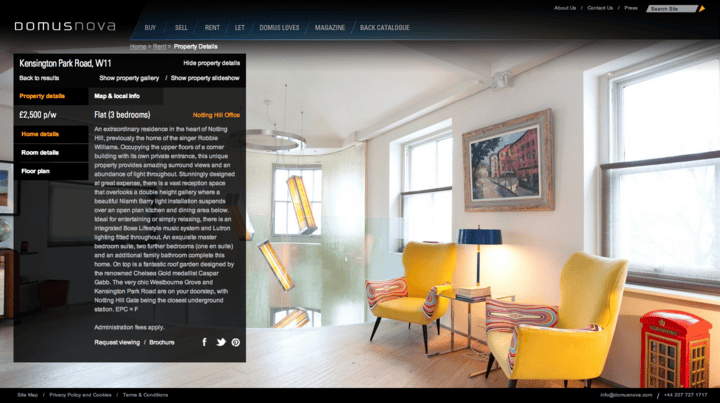 About Us / Contact Us / Press
Search Site
DOMUSNOVA
BUY SELL RENT LET DOMUS LOVES MAGAZINE BACK CATALOGUE
Home > Rent > Property Details
Kensington Park Road, W11
Hide property details
Back to results
Show property gallery / Show property slideshow
Property details
Map & local info
£2,500 p/w
Flat (3 bedrooms)
Notting Hill Office
Home details
Room details
Floor plan
An extraordinary residence in the heart of Notting
Hill, previously the home of the singer Robbie
Williams. Occupying the upper floors of a corner
building with its own private entrance, this unique
property provides amazing surround views and an
abundance of light throughout. Stunningly designed
at great expense, there is a vast reception space
that overlooks a double height gallery where a
beautiful Niamh Barry light installation suspends
over an open plan kitchen and dining area below.
Ideal for entertaining or simply relaxing, there is an
integrated Bose Lifestyle music system and Lutron
lighting fitted throughout. An exquisite master
bedroom suite, two further bedrooms (one en suite)
and an additional family bathroom complete this
home. On top is a fantastic roof garden designed by
the renowned Chelsea Gold medallist Caspar
Gabb. The very chic Westbourne Grove and
Kensington Park Road are on your doorstep, with
Notting Hill Gate being the closest underground
station. EPC = F
Administration fees apply.
Request viewing / Brochure
Site Map / Privacy Policy and Cookies / Terms & Conditions
info@domusnova.com / +44 207 727 1717